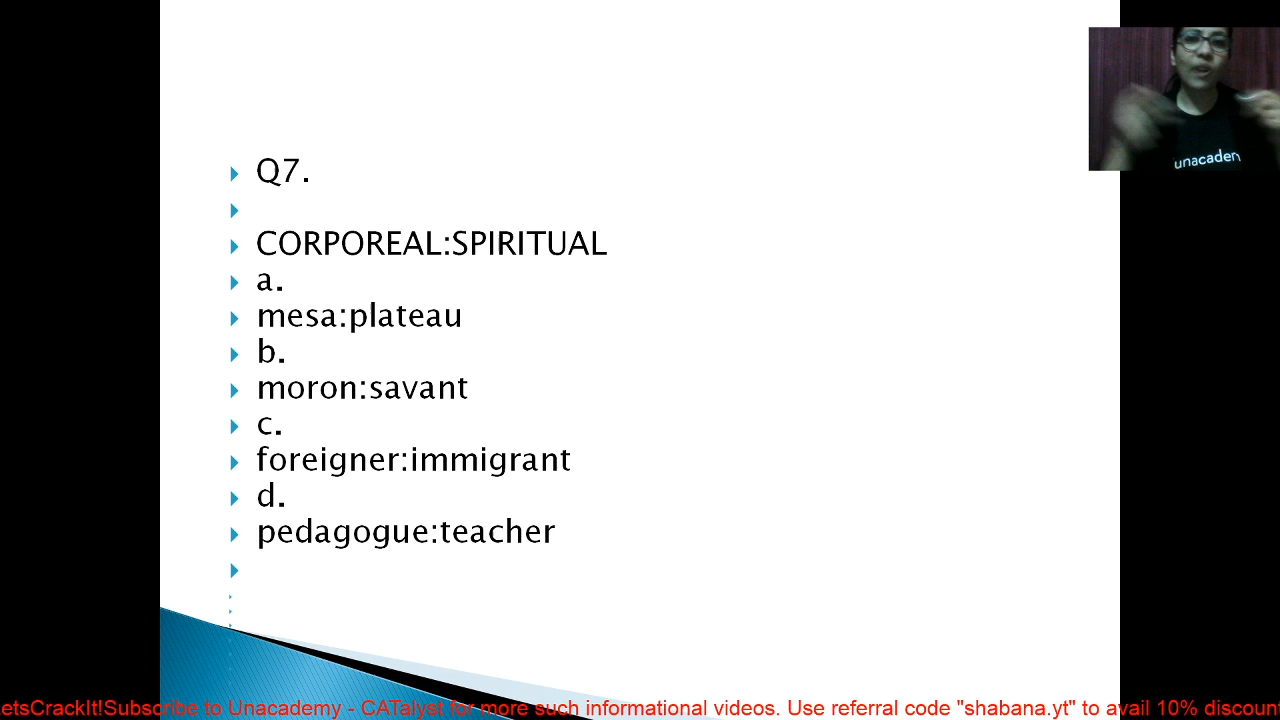 Q7.
CORPOREAL:SPIRITUAL
a.
mesa:plateau
b.
moron:savant
c.
foreigner:immigrant
d.
pedagogue:teacher
unacadem
etsCrackIt!Subscribe to Unacademy - CATalyst for more such informational videos. Use referral code "shabana.yt" to avail 10% discoun